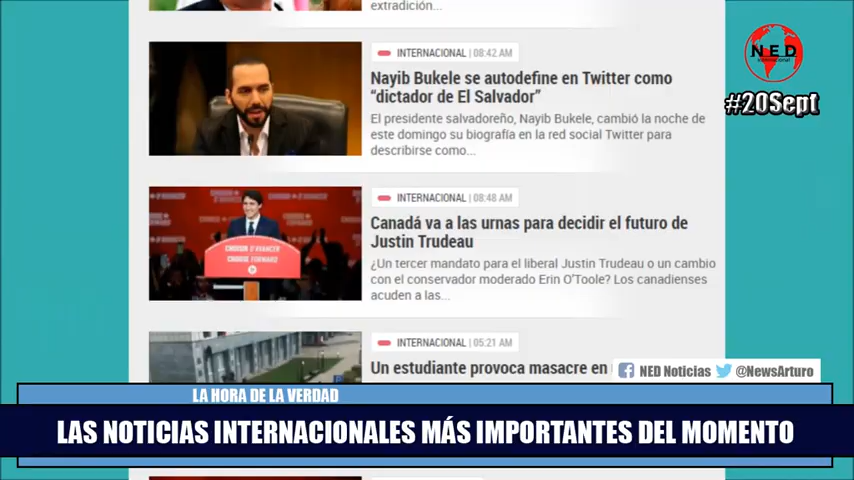 extradición...
INTERNACIONAL | 08:42 AM
Nayib Bukele se autodefine en Twitter como
“dictador de El Salvador”
El presidente salvadoreño, Nayib Bukele, cambió la noche de
este domingo su biografía en la red social Twitter para
describirse como...
NED
#20Sept
INTERNACIONAL | 08:48 AM
Canadá va a las urnas para decidir el futuro de
Justin Trudeau
¿Un tercer mandato para el liberal Justin Trudeau o un cambio
con el conservador moderado Erin O'Toole? Los canadienses
acuden a las...
CHOISIR D'AVANCER
CHOOSE FORWARD
INTERNACIONAL | 05:21 AM
Un estudiante provoca masacre en
NED Noticias @NewsArturo
LA HORA DE LA VERDAD
LAS NOTICIAS INTERNACIONALES MÁS IMPORTANTES DEL MOMENTO